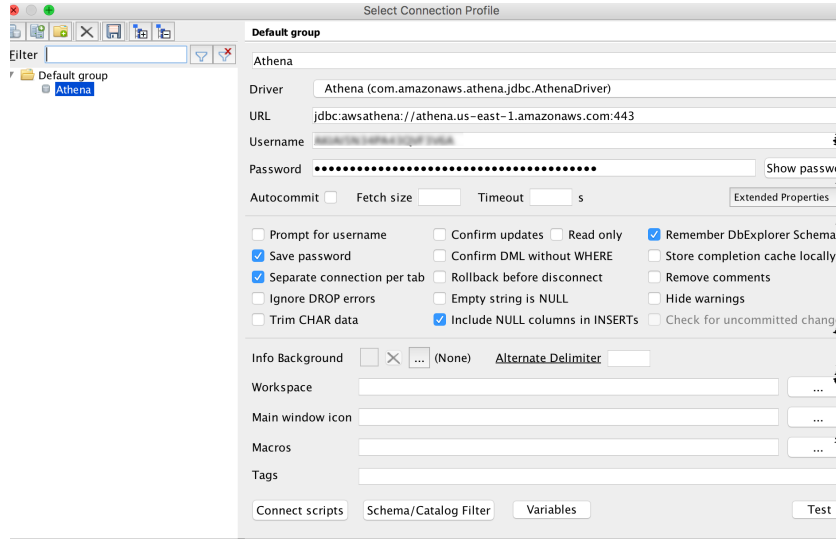 Select Connection Profile
Default group
Filter
Default group
Athena
Athena
Driver Athena (com.amazonaws.athena.jdbc.AthenaDriver)
URL jdbc:awsathena://athena.us-east-1.amazonaws.com:443
Username
Password ●●●●●●●●●●●●●●●●●●●●●●●●●●●●●●●●●●●●●●●● Show passwo
Autocommit Fetch size Timeout s Extended Properties
Prompt for username Confirm updates Read only Remember DbExplorer Schema
Save password Confirm DML without WHERE Store completion cache locally
Separate connection per tab Rollback before disconnect Remove comments
Ignore DROP errors Empty string is NULL Hide warnings
Trim CHAR data Include NULL columns in INSERTs Check for uncommitted chang
Info Background ... (None) Alternate Delimiter
Workspace ...
Main window icon ...
Macros ...
Tags
Connect scripts Schema/Catalog Filter Variables Test